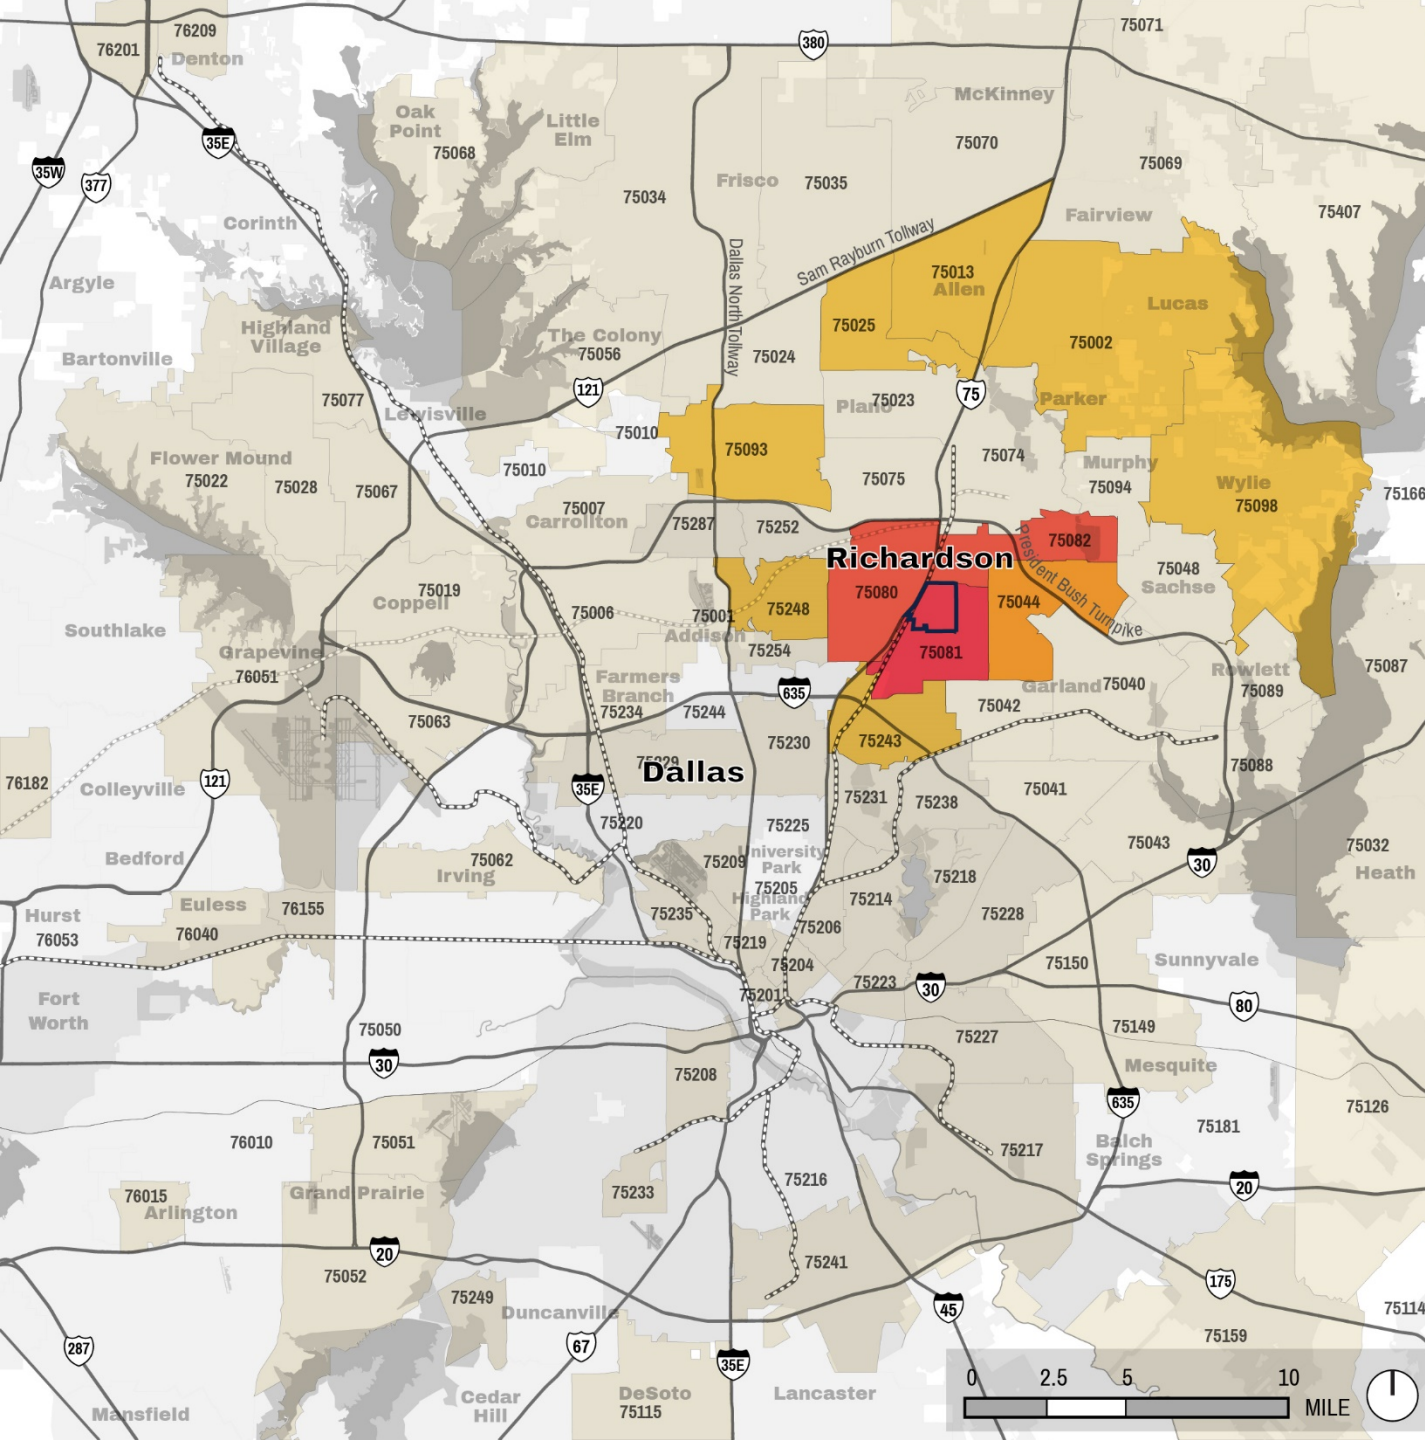 76209
75071
76201
380
Denton
McKinney
Oak
Point
Little
Elm
35E
75070
75068
75069
35W
377
Frisco
75035
75034
75407
Fairview
Corinth
Sam Rayburn Tollway
Dallas North Tollway
75013
Allen
Argyle
Lucas
75025
Highland
Village
The Colony
75056
75002
75024
Bartonville
121
75
75077
Plano
75023
Parker
Lewisville
75010
75093
Flower Mound
75022
75028
75067
75010
75075
75074
Murphy
75094
Wylie
75098
75166
75007
Carrollton
75287
75252
President Bush Turnpike
75082
Richardson
75048
Sachse
75019
Coppell
75006
75001
Addison
75248
75080
75044
Southlake
Grapevine
76051
75254
75081
Farmers
Branch
75234
75244
635
Garland
75040
75042
Rowlett
75089
75087
75063
75230
75243
75229
Dallas
76182
Colleyville
121
35E
75231
75238
75041
75088
75220
75225
Bedford
75062
Irving
75209
University
Park
75043
30
75032
Heath
75205
Highland
Park
75218
75214
Hurst
76053
Euless
76040
76155
75235
75206
75228
75219
75204
75150
Sunnyvale
Fort
Worth
75201
75223
30
80
75050
75227
75149
30
75208
Mesquite
635
75126
76010
75051
75181
Balch
Springs
75217
76015
Arlington
Grand Prairie
75233
75216
20
20
75052
75241
175
75249
Duncanville
45
75114
287
67
35E
75159
Mansfield
Cedar
Hill
DeSoto
75115
Lancaster
0 2.5 5 10
MILE